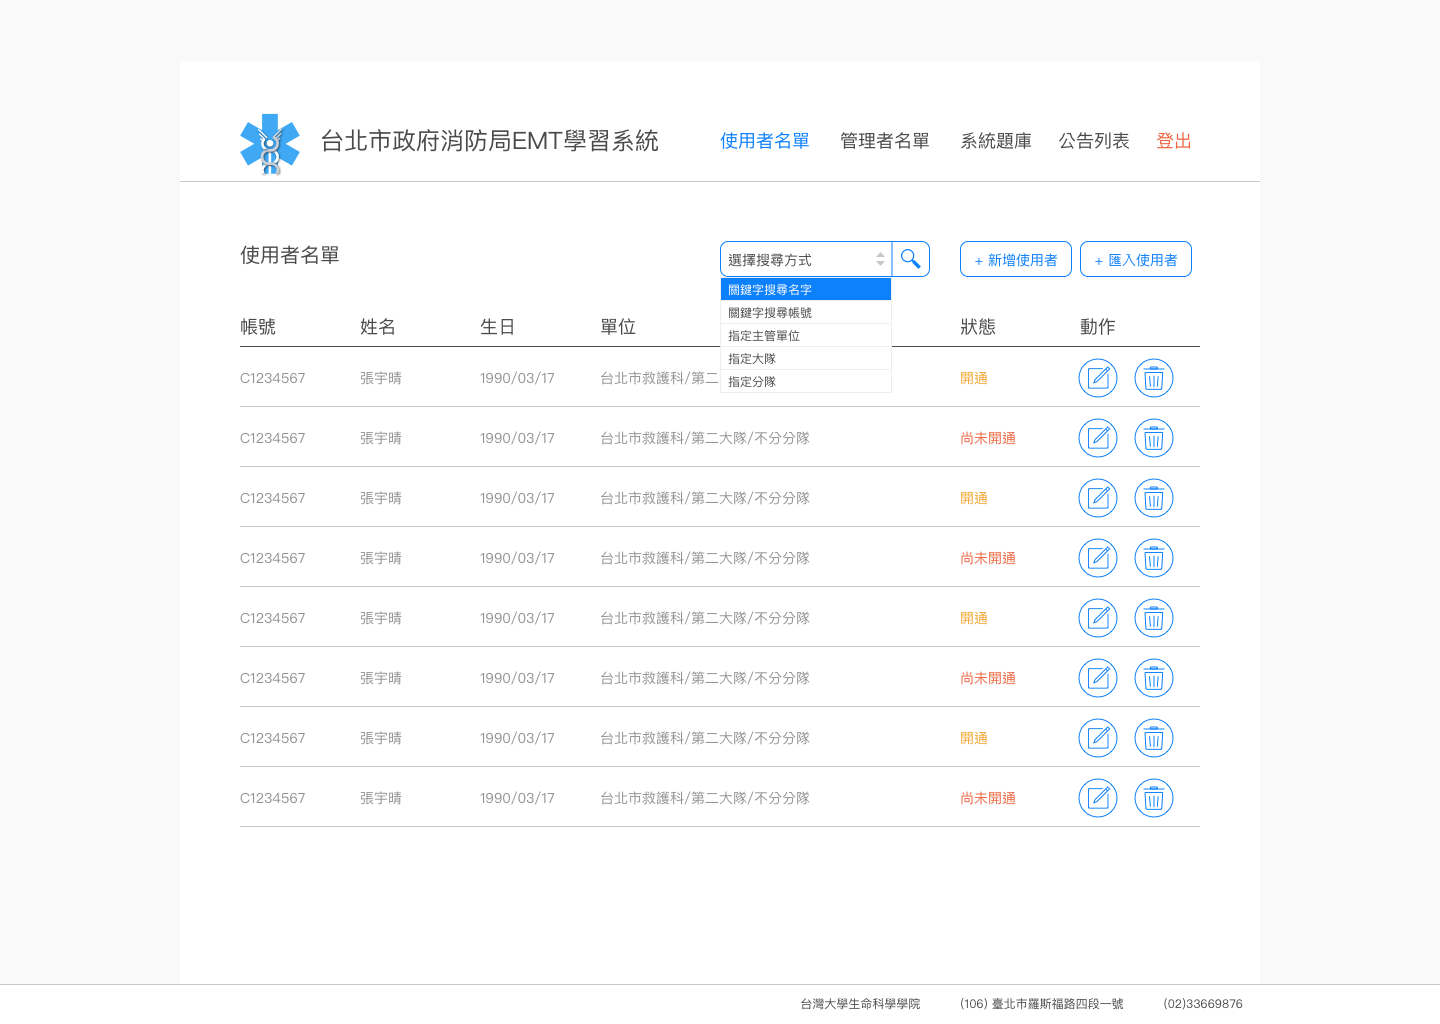 台北市政府消防局EMT學習系統 使用者名單 管理者名單 系統題庫 公告列表 登出
使用者名單 選擇搜尋方式 + 新增使用者 + 匯入使用者
關鍵字搜尋名字
關鍵字搜尋帳號
指定主管單位
指定大隊
指定分隊
帳號 姓名 生日 單位 狀態 動作
C1234567 張宇晴 1990/03/17 台北市救護科/第二 開通
C1234567 張宇晴 1990/03/17 台北市救護科/第二大隊/不分分隊 尚未開通
C1234567 張宇晴 1990/03/17 台北市救護科/第二大隊/不分分隊 開通
C1234567 張宇晴 1990/03/17 台北市救護科/第二大隊/不分分隊 尚未開通
C1234567 張宇晴 1990/03/17 台北市救護科/第二大隊/不分分隊 開通
C1234567 張宇晴 1990/03/17 台北市救護科/第二大隊/不分分隊 尚未開通
C1234567 張宇晴 1990/03/17 台北市救護科/第二大隊/不分分隊 開通
C1234567 張宇晴 1990/03/17 台北市救護科/第二大隊/不分分隊 尚未開通
台灣大學生命科學學院 (106) 臺北市羅斯福路四段一號 (02)33669876